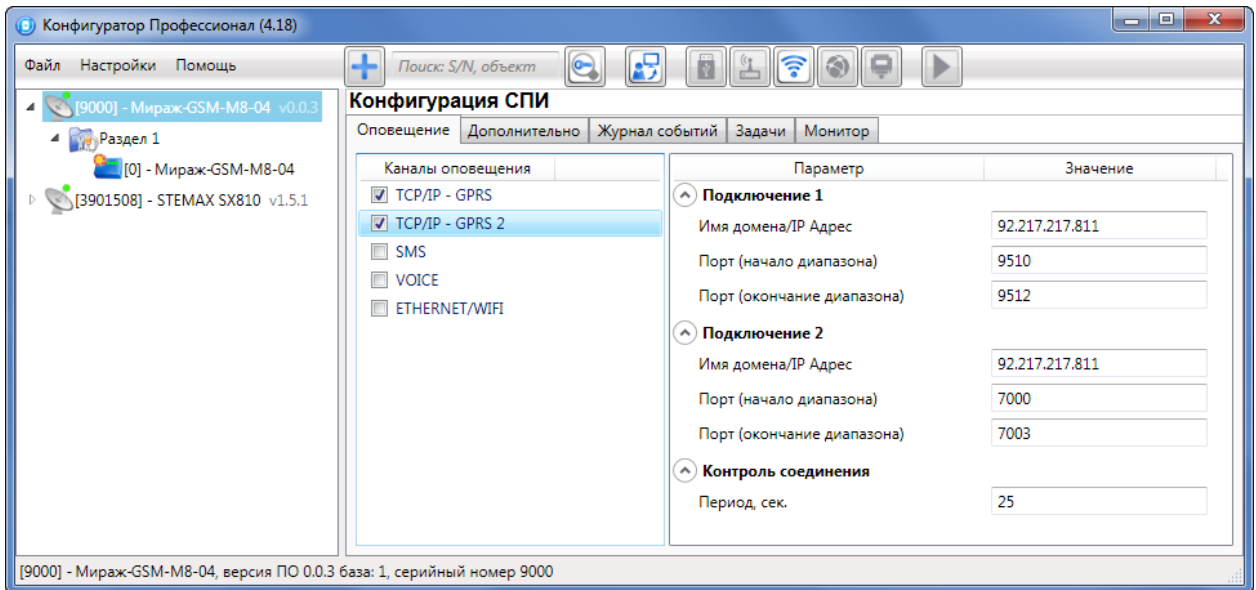 Конфигуратор Профессионал (4.18)
Файл Настройки Помощь
Поиск: S/N, объект
[9000] - Мираж-GSM-M8-04 v0.0.3
Раздел 1
[0] - Мираж-GSM-M8-04
[3901508] - STEMAX SX810 v1.5.1
Конфигурация СПИ
Оповещение Дополнительно Журнал событий Задачи Монитор
Каналы оповещения
TCP/IP - GPRS
TCP/IP - GPRS 2
SMS
VOICE
ETHERNET/WIFI
Параметр Значение
Подключение 1
Имя домена/IP Адрес 92.217.217.811
Порт (начало диапазона) 9510
Порт (окончание диапазона) 9512
Подключение 2
Имя домена/IP Адрес 92.217.217.811
Порт (начало диапазона) 7000
Порт (окончание диапазона) 7003
Контроль соединения
Период, сек. 25
[9000] - Мираж-GSM-M8-04, версия ПО 0.0.3 база: 1, серийный номер 9000